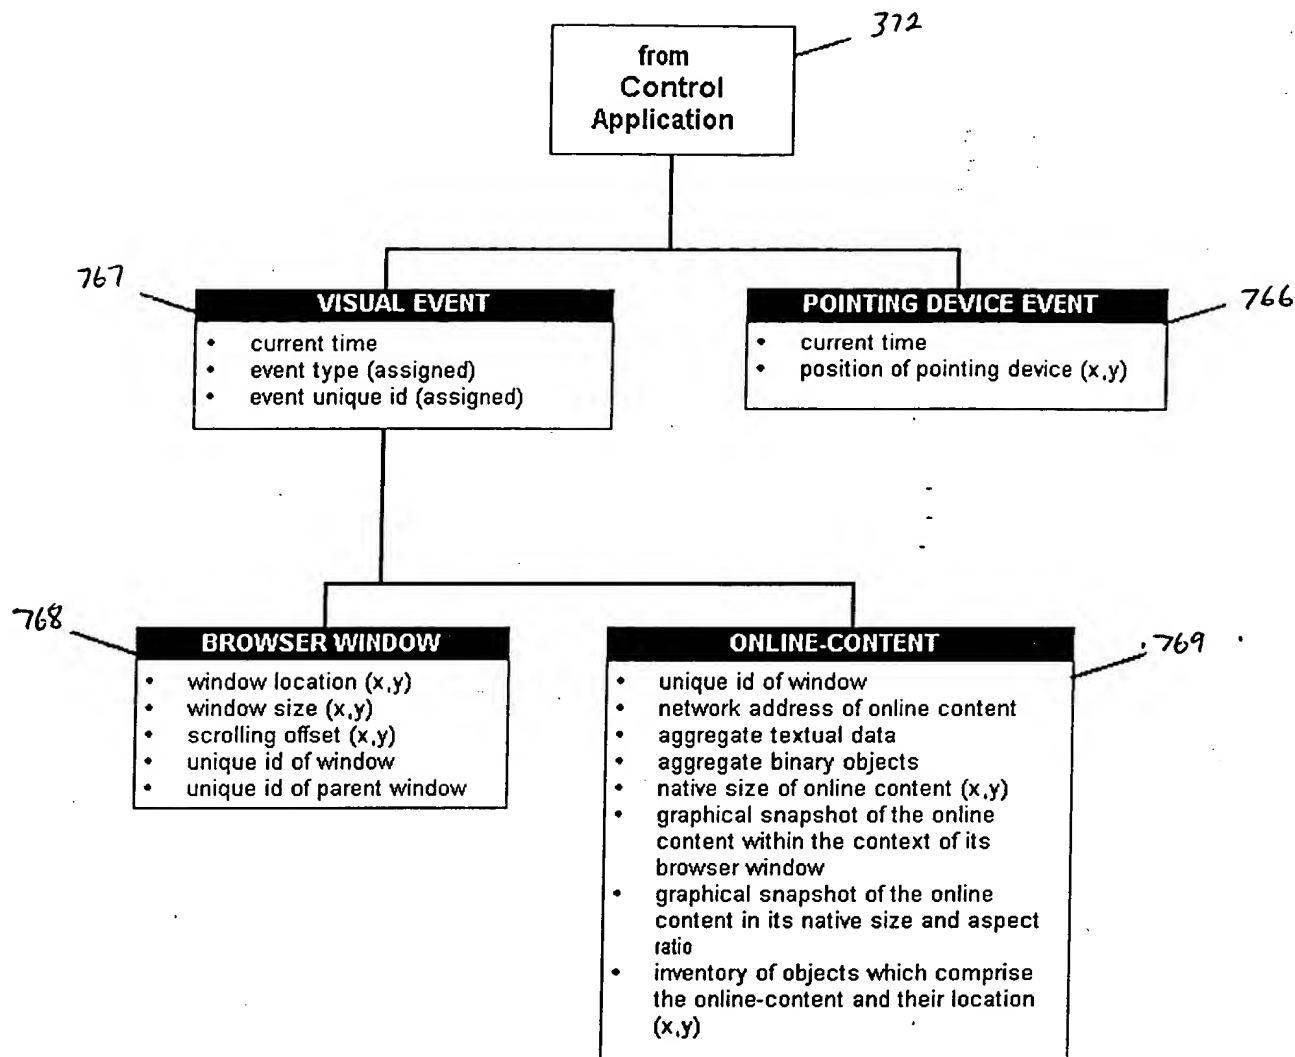 372
from
Control
Application
767
VISUAL EVENT
• current time
• event type (assigned)
• event unique id (assigned)
POINTING DEVICE EVENT
766
• current time
• position of pointing device (x,y)
768
BROWSER WINDOW
• window location (x,y)
• window size (x,y)
• scrolling offset (x,y)
• unique id of window
• unique id of parent window
ONLINE-CONTENT
769
• unique id of window
• network address of online content
• aggregate textual data
• aggregate binary objects
• native size of online content (x,y)
• graphical snapshot of the online
content within the context of its
browser window
• graphical snapshot of the online
content in its native size and aspect
ratio
• inventory of objects which comprise
the online-content and their location
(x,y)